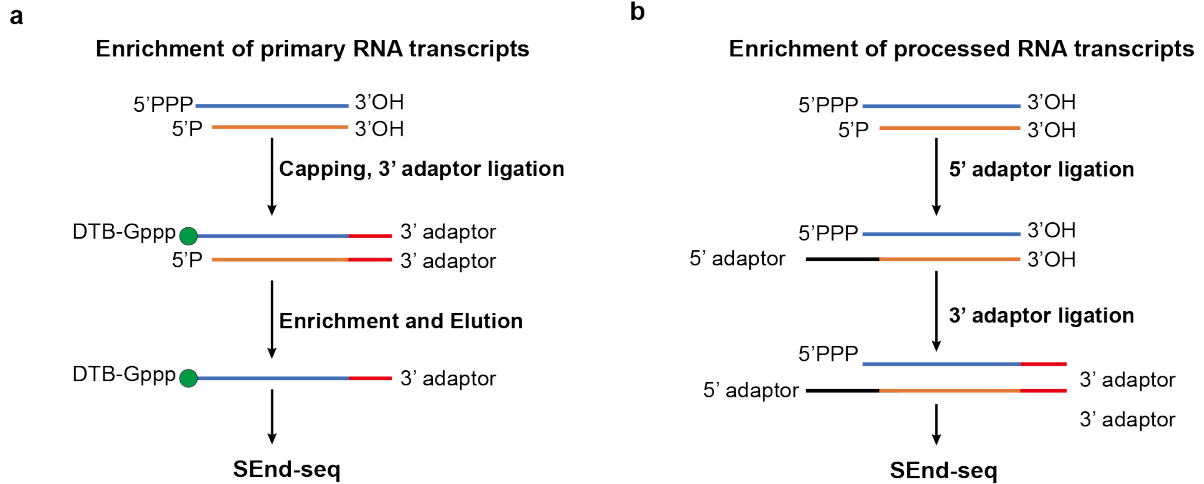 a
Enrichment of primary RNA transcripts
5’PPP 3’OH
5’P 3’OH
Capping, 3’ adaptor ligation
DTB-Gppp 3’ adaptor
5’P 3’ adaptor
Enrichment and Elution
DTB-Gppp 3’ adaptor
SEnd-seq
b
Enrichment of processed RNA transcripts
5’PPP 3’OH
5’P 3’OH
5’ adaptor ligation
5’PPP 3’OH
5’ adaptor 3’OH
3’ adaptor ligation
5’PPP
3’ adaptor
5’ adaptor
3’ adaptor
SEnd-seq